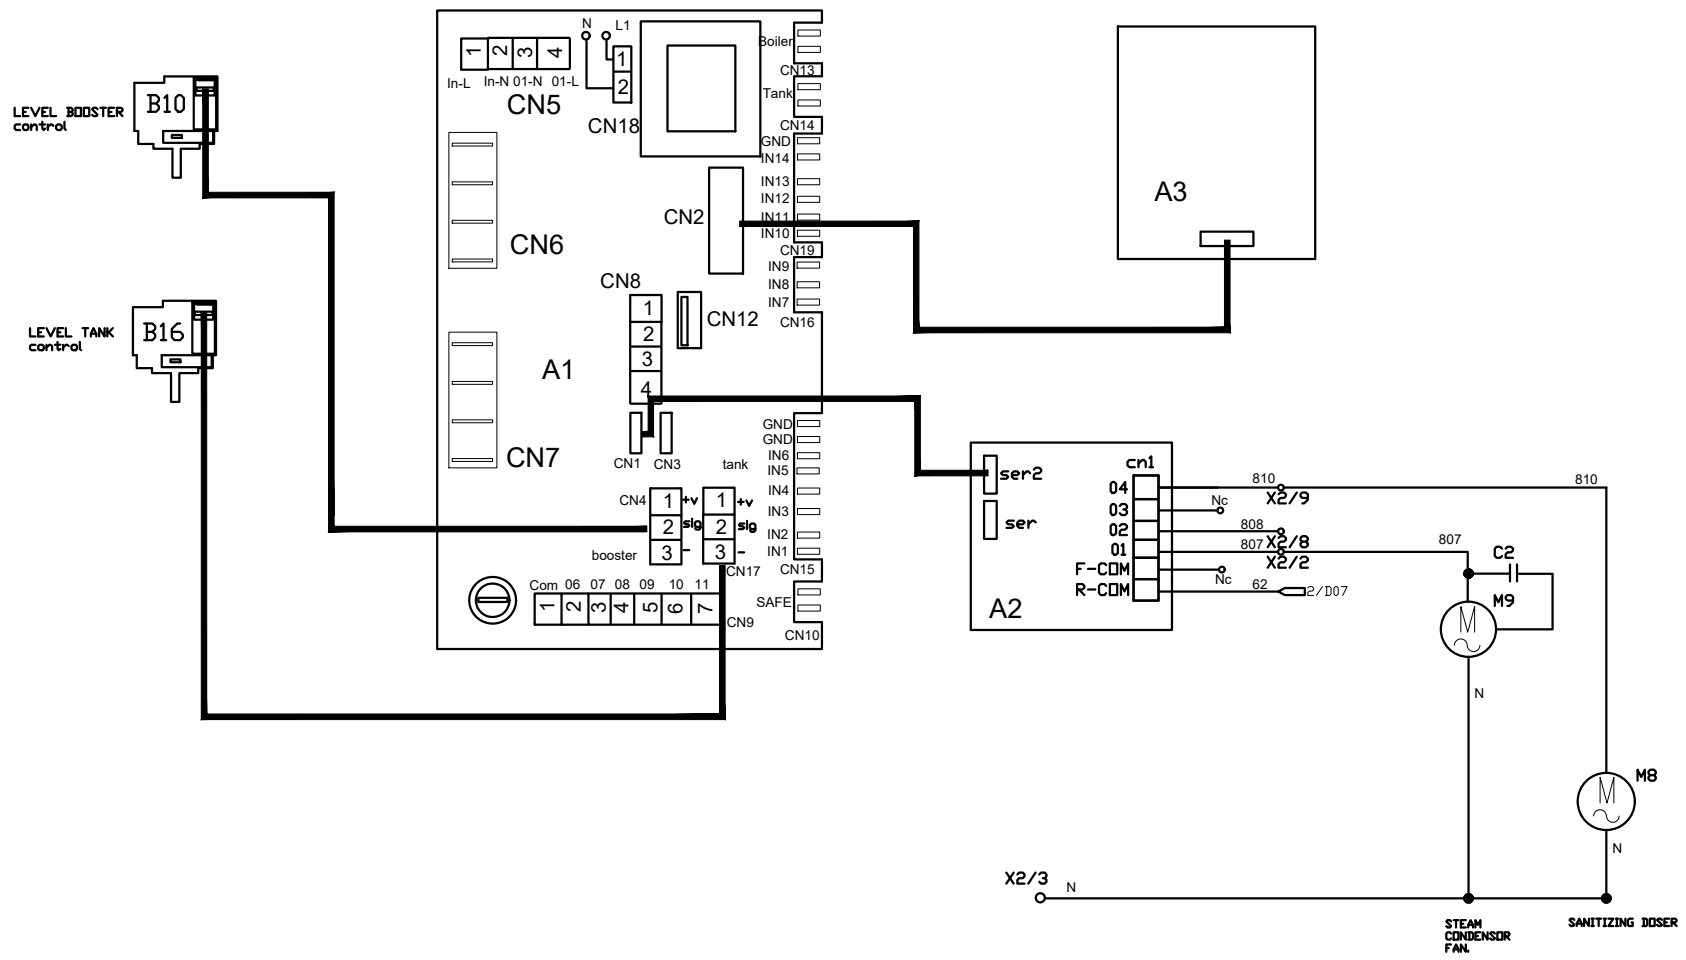 LEVEL BOOSTER
control
B10
LEVEL TANK
control
B16
1 2 3 4
In-L In-N 01-N 01-L
CN5
N L1
1
2
CN18
CN6
CN7
A1
CN2
CN8
1
2
3
4
CN12
CN1 CN3
tank
CN4
1 +v
2 sig
3 -
booster
1 +v
2 sig
3 -
CN17
Com 06 07 08 09 10 11
1 2 3 4 5 6 7
CN9
Boiler
CN13
Tank
CN14
GND
IN14
IN13
IN12
IN11
IN10
CN19
IN9
IN8
IN7
CN16
GND
GND
IN6
IN5
IN4
IN3
IN2
IN1
CN15
SAFE
CN10
A3
A2
ser2
ser
cn1
04
03
02
01
F-COM
R-COM
810
X2/9
810
Nc
808
X2/8
807
X2/2
807
Nc
62
2/D07
C2
M9
M
N
M8
M
N
X2/3
N
STEAM
CONDENSOR
FAN.
SANITIZING DOSER